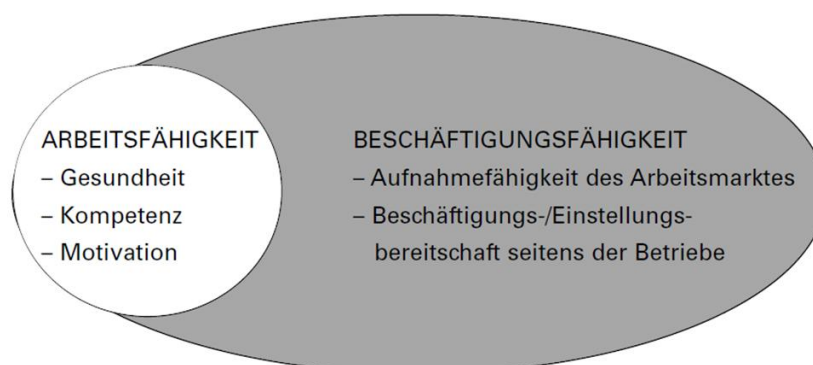 ARBEITSFÄHIGKEIT
– Gesundheit
– Kompetenz
– Motivation
BESCHÄFTIGUNGSFÄHIGKEIT
– Aufnahmefähigkeit des Arbeitsmarktes
– Beschäftigungs-/Einstellungs-
bereitschaft seitens der Betriebe